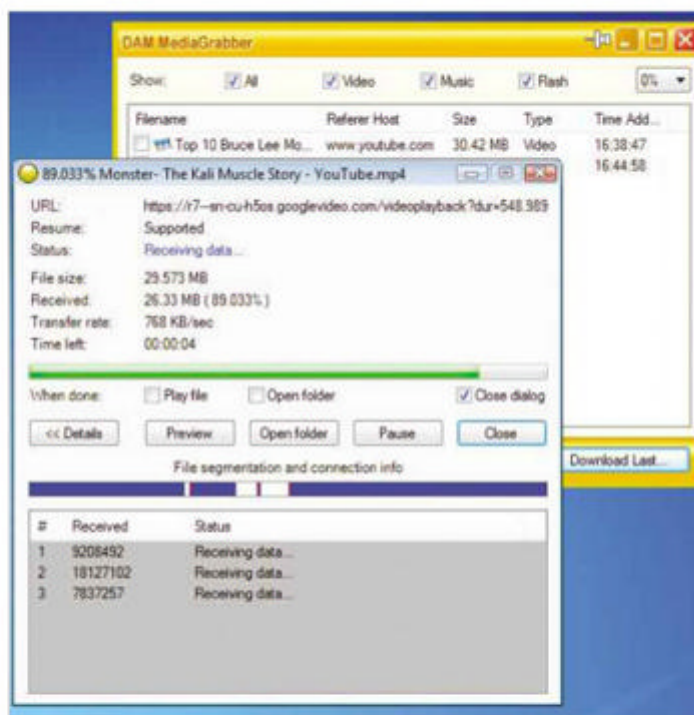 DAM MediaGrabber
Show: All Video Music Flash 0%
Filename Referer Host Size Type Time Add...
Top 10 Bruce Lee Mo... www.youtube.com 30.42 MB Video 16:38:47
16:44:58
89.033% Monster- The Kali Muscle Story - YouTube.mp4
URL: https://r7---sn-cu-h5os.googlevideo.com/videoplayback?dur=548.989
Resume: Supported
Status: Receiving data...
File size: 29.573 MB
Received: 26.33 MB ( 89.033% )
Transfer rate: 768 KB/sec
Time left: 00:00:04
When done: Play file Open folder Close dialog
<< Details Preview Open folder Pause Close
Download Last...
File segmentation and connection info
# Received Status
1 9208492 Receiving data...
2 18127102 Receiving data...
3 7837257 Receiving data...